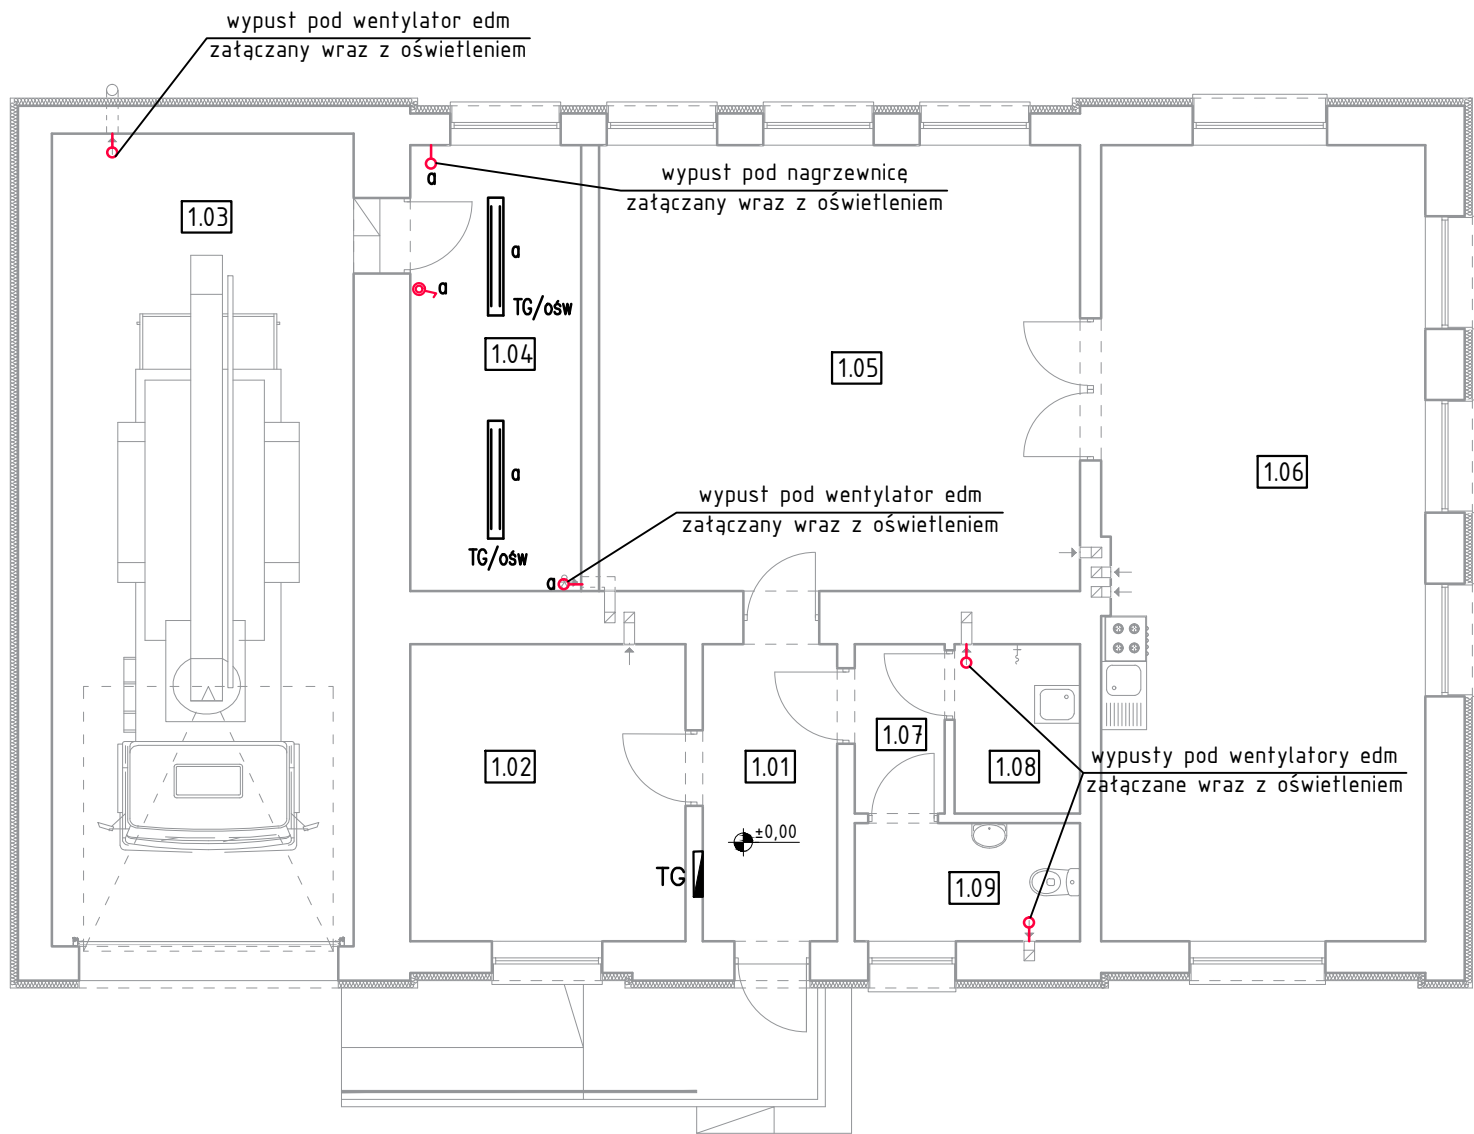 wypust pod wentylator edm
załączany wraz z oświetleniem
wypust pod nagrzewnicę
załączany wraz z oświetleniem
a
1.03
a
a
TG/ośw
1.04
1.05
a
1.06
TG/ośw
wypust pod wentylator edm
załączany wraz z oświetleniem
a
1.07
1.02
1.01
1.08
wypusty pod wentylatory edm
załączane wraz z oświetleniem
±0,00
TG
1.09